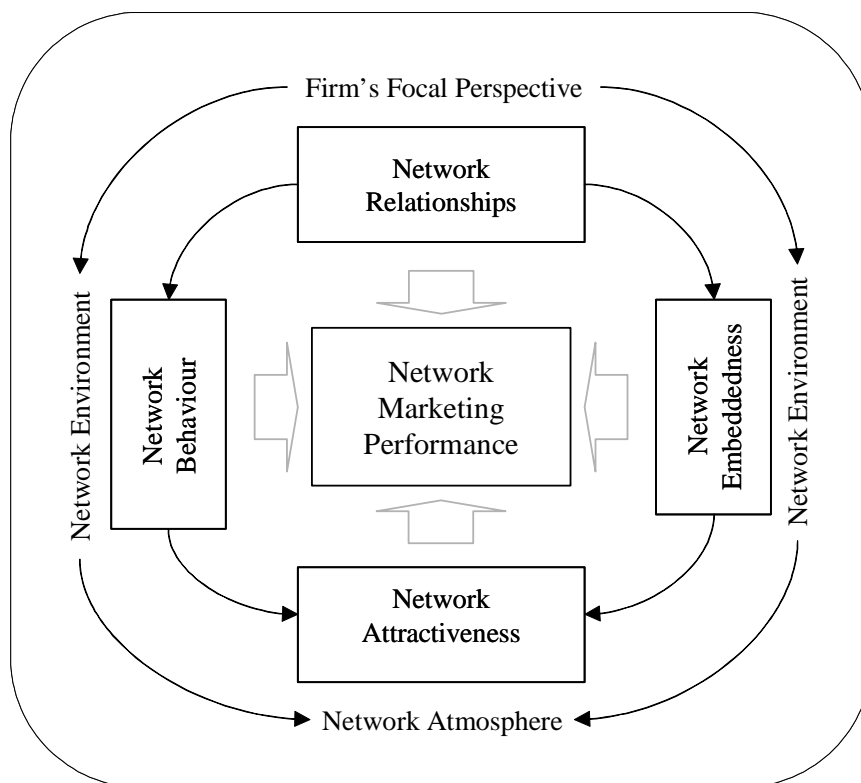 Firm's Focal Perspective
Network
Relationships
Network Environment
Network
Behaviour
Network
Marketing
Performance
Network
Embeddedness
Network Environment
Network
Attractiveness
Network Atmosphere